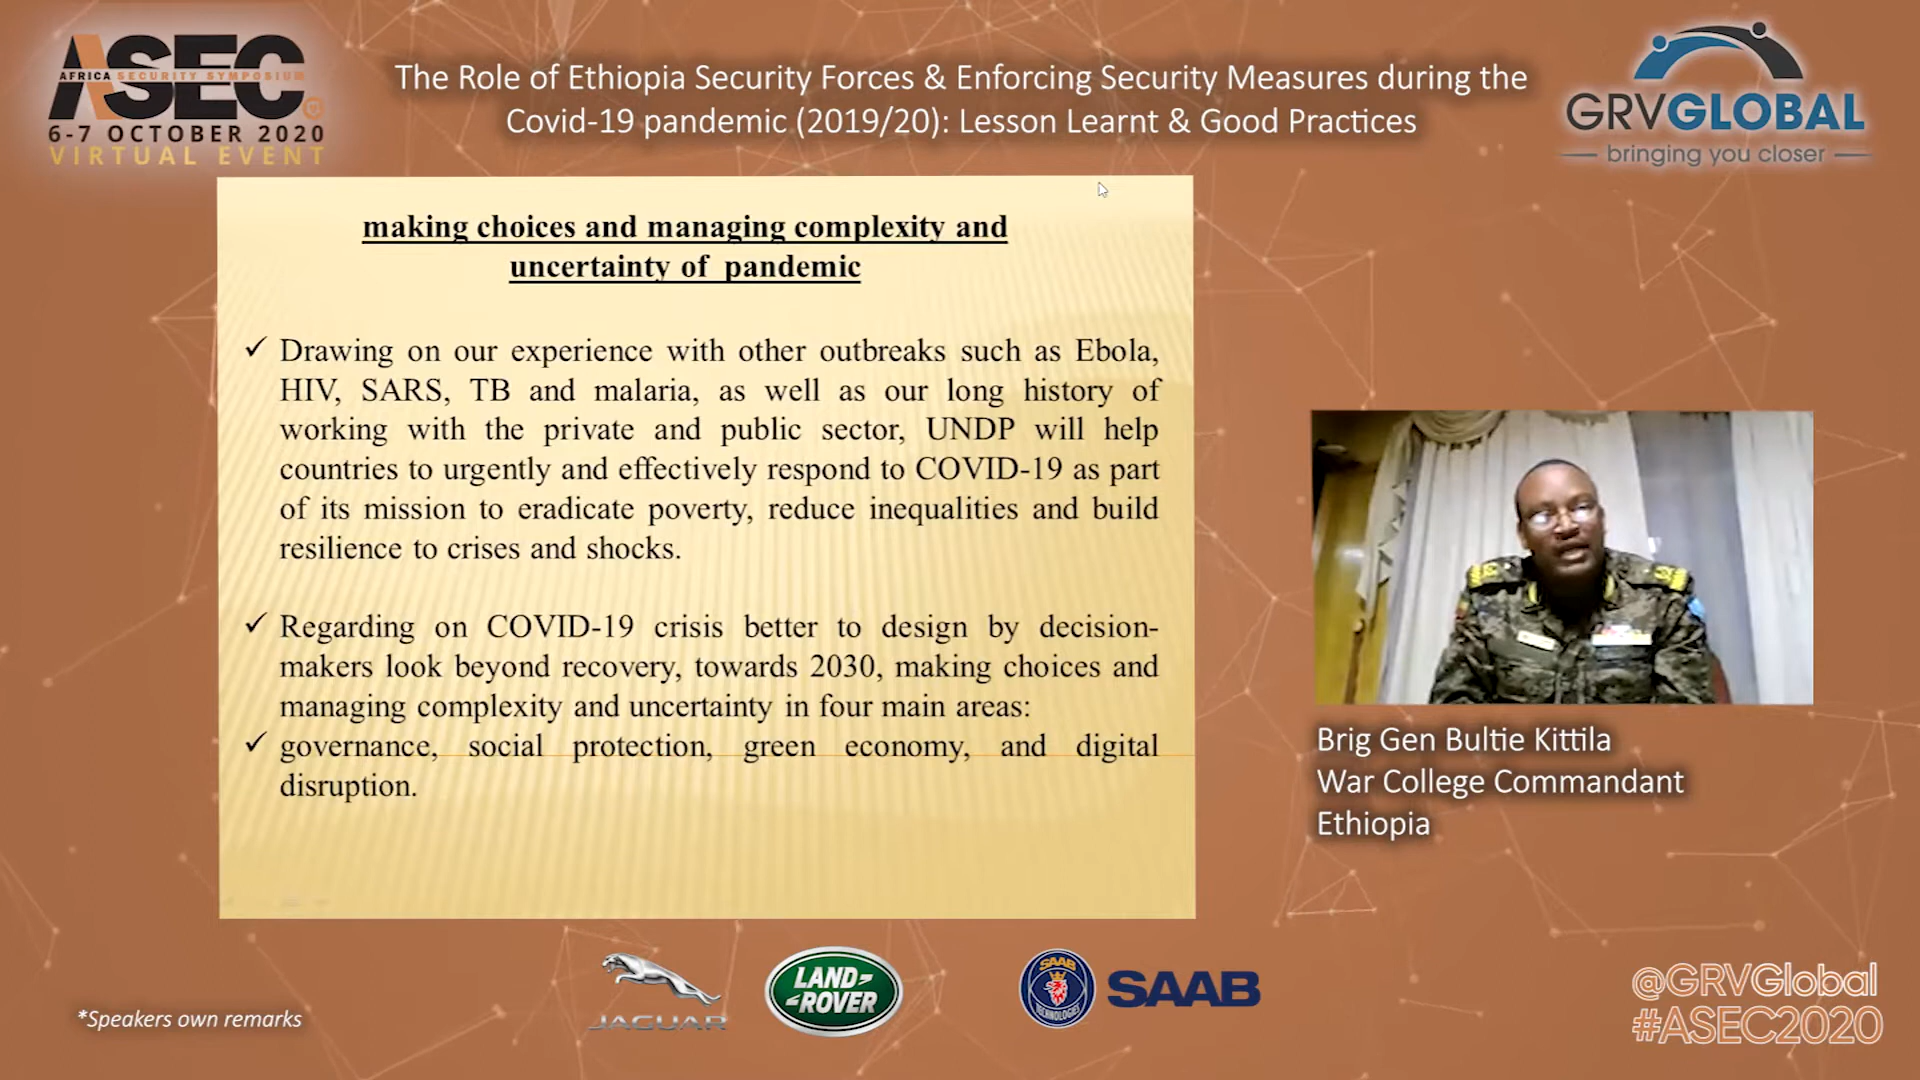 ASEC
AFRICA SECURITY SYMPOSIUM
6-7 OCTOBER 2020
VIRTUAL EVENT
The Role of Ethiopia Security Forces & Enforcing Security Measures during the
Covid-19 pandemic (2019/20): Lesson Learnt & Good Practices
GRVGLOBAL
bringing you closer
making choices and managing complexity and
uncertainty of pandemic
✓ Drawing on our experience with other outbreaks such as Ebola,
HIV, SARS, TB and malaria, as well as our long history of
working with the private and public sector, UNDP will help
countries to urgently and effectively respond to COVID-19 as part
of its mission to eradicate poverty, reduce inequalities and build
resilience to crises and shocks.
✓ Regarding on COVID-19 crisis better to design by decision-
makers look beyond recovery, towards 2030, making choices and
managing complexity and uncertainty in four main areas:
✓ governance, social protection, green economy, and digital
disruption.
Brig Gen Bultie Kittila
War College Commandant
Ethiopia
*Speakers own remarks
JAGUAR
LAND-
-ROVER
SAAB
TECHNOLOGIES
SAAB
@GRVGlobal
#ASEC2020